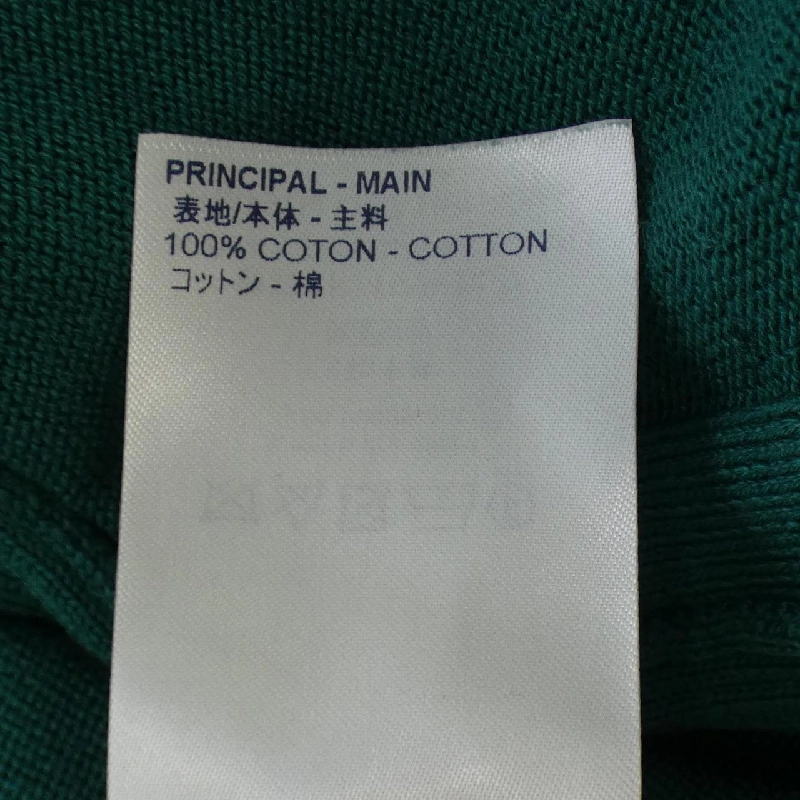 PRINCIPAL - MAIN
表地/本体 - 主料
100% COTON - COTTON
コットン - 棉